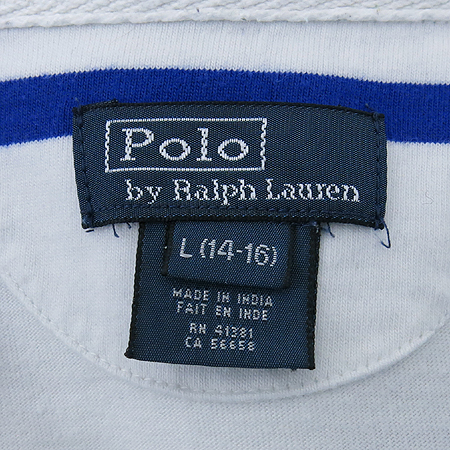 Polo
by Ralph Lauren
L (14-16)
MADE IN INDIA
FAIT EN INDE
RN 41381
CA 56658